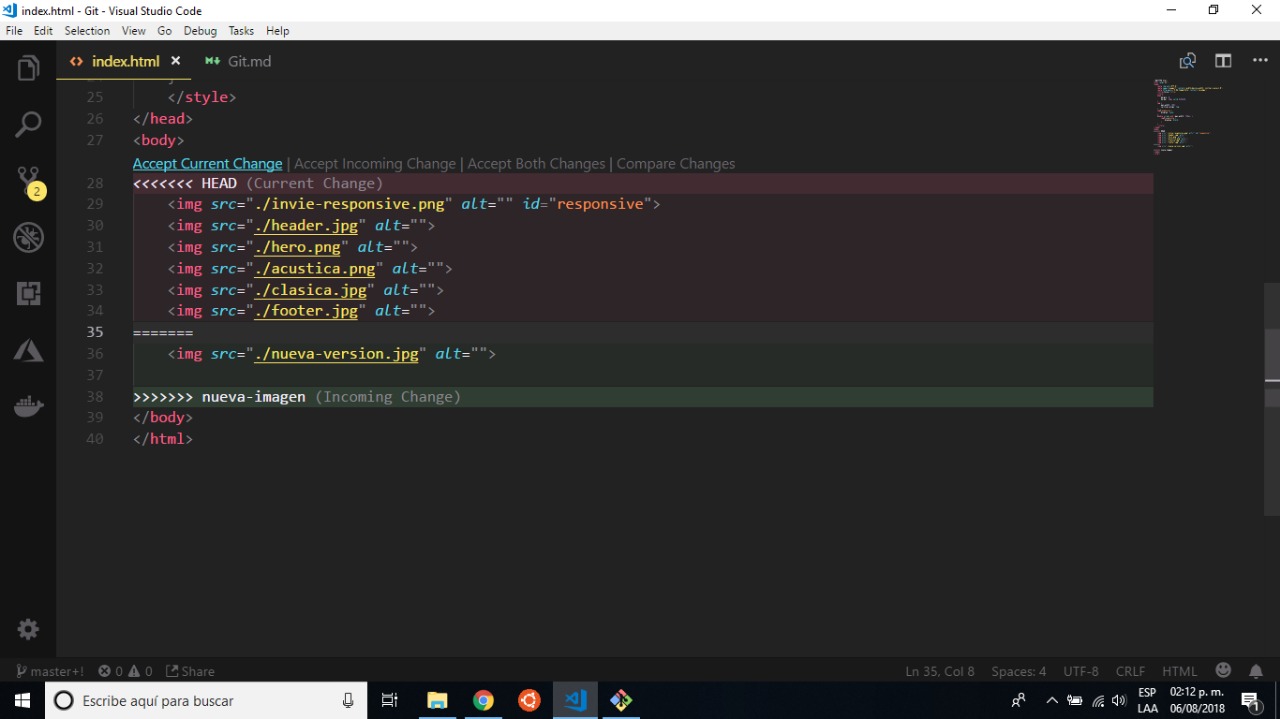 index.html - Git - Visual Studio Code
File Edit Selection View Go Debug Tasks Help
index.html Git.md
25 </style>
26 </head>
27 <body>
Accept Current Change | Accept Incoming Change | Accept Both Changes | Compare Changes
28 <<<<<<< HEAD (Current Change)
29 <img src="./invie-responsive.png" alt="" id="responsive">
30 <img src="./header.jpg" alt="">
31 <img src="./hero.png" alt="">
32 <img src="./acustica.png" alt="">
33 <img src="./clasica.jpg" alt="">
34 <img src="./footer.jpg" alt="">
35 =======
36 <img src="./nueva-version.jpg" alt="">
37
38 >>>>>>> nueva-imagen (Incoming Change)
39 </body>
40 </html>
2
master+! 0 0 Share Ln 35, Col 8 Spaces: 4 UTF-8 CRLF HTML
Escribe aquí para buscar
ESP 02:12 p. m.
LAA 06/08/2018
1